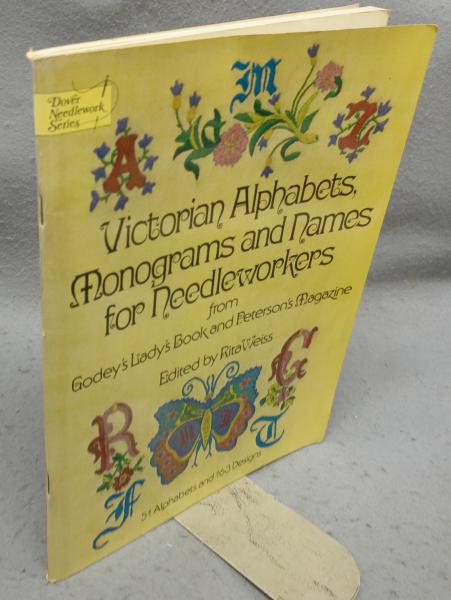 Dover
Needlework
Series
M
A
Z
Victorian Alphabets,
Monograms and Names
for Needleworkers
from
Godey's Lady's Book and Peterson's Magazine
Edited by Rita Weiss
R
G
F
T
51 Alphabets and 163 Designs